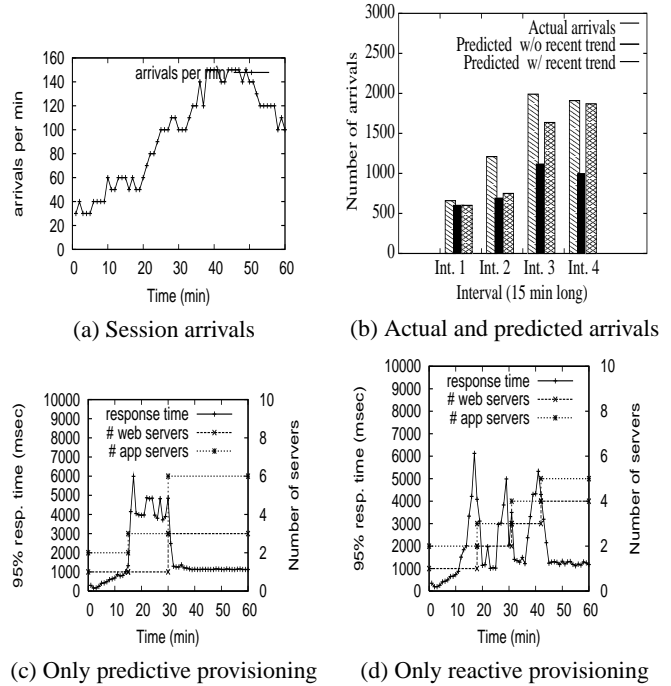 160
140
120
100
80
60
40
20
0
arrivals per min
arrivals per min
0 10 20 30 40 50 60
Time (min)
(a) Session arrivals
3000
2500
2000
1500
1000
500
0
Number of arrivals
Actual arrivals
Predicted w/o recent trend
Predicted w/ recent trend
Int. 1 Int. 2 Int. 3 Int. 4
Interval (15 min long)
(b) Actual and predicted arrivals
10000
9000
8000
7000
6000
5000
4000
3000
2000
1000
0
95% resp. time (msec)
response time
# web servers
# app servers
10
8
6
4
2
0
Number of servers
0 10 20 30 40 50 60
Time (min)
(c) Only predictive provisioning
10000
9000
8000
7000
6000
5000
4000
3000
2000
1000
0
95% resp. time (msec)
response time
# web servers
# app servers
10
8
6
4
2
0
Number of servers
0 10 20 30 40 50 60
Time (min)
(d) Only reactive provisioning